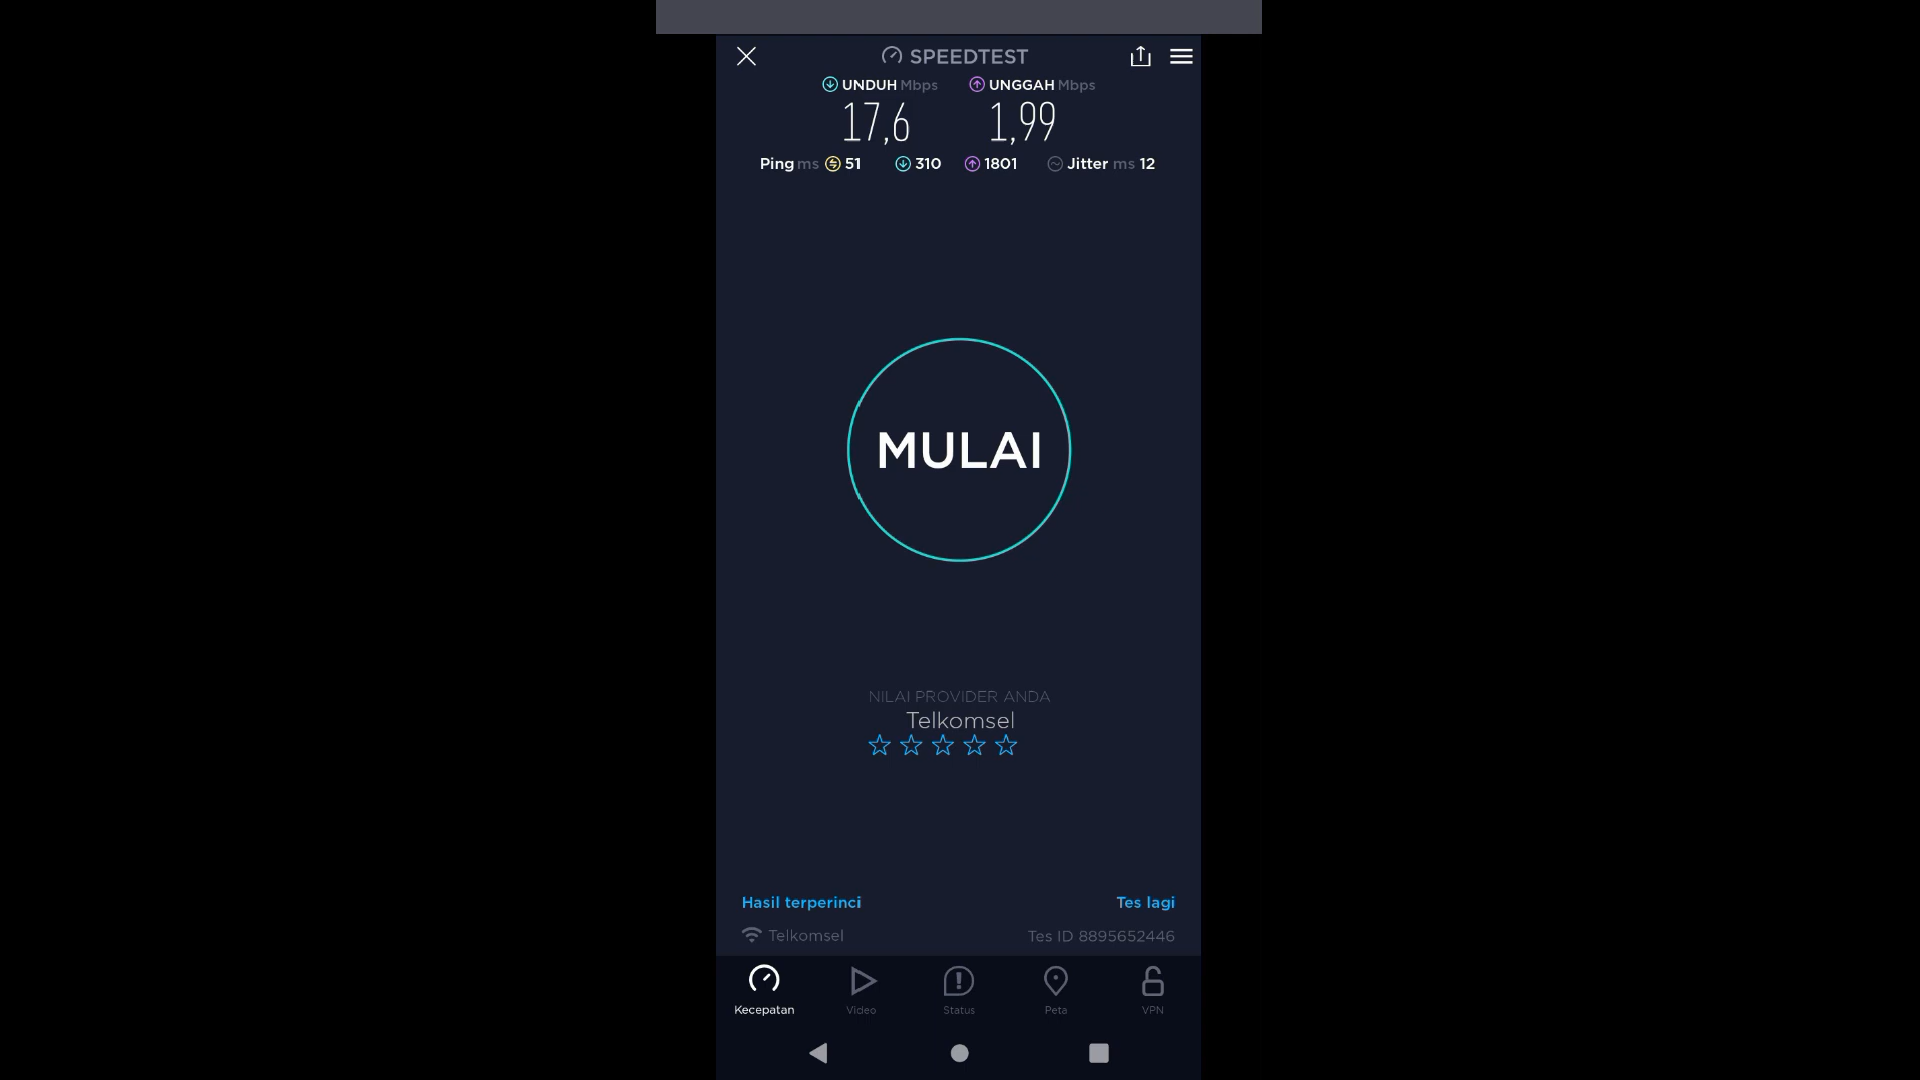 SPEEDTEST
UNDUH Mbps UNGGAH Mbps
17,6 1,99
Ping ms 51 310 1801 Jitter ms 12
MULAI
NILAI PROVIDER ANDA
Telkomsel
Hasil terperinci Tes lagi
Telkomsel Tes ID 8895652446
Kecepatan Video Status Peta VPN